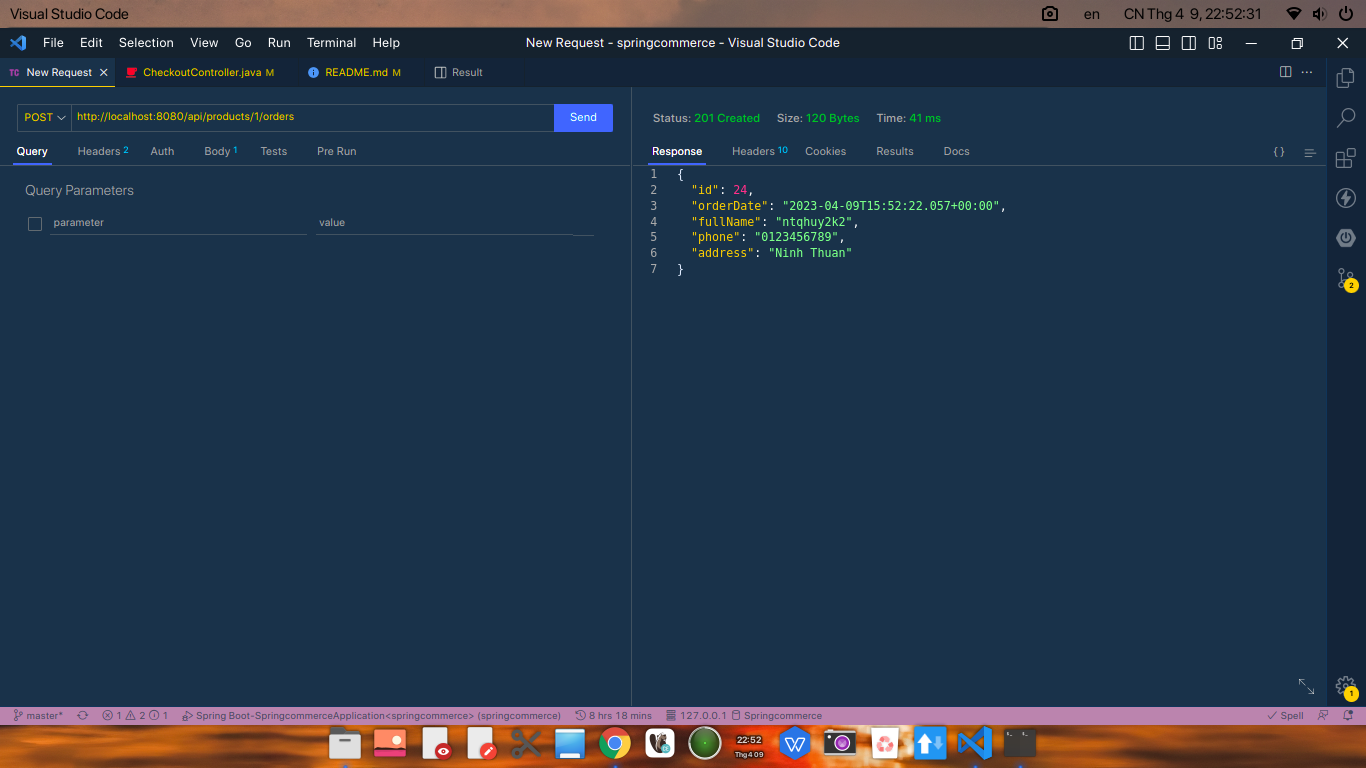 Visual Studio Code en CN Thg 4 9, 22:52:31
File Edit Selection View Go Run Terminal Help New Request - springcommerce - Visual Studio Code
TC New Request CheckoutController.java M README.md M Result
POST http://localhost:8080/api/products/1/orders Send
Query Headers 2 Auth Body 1 Tests Pre Run
Query Parameters
parameter value
Status: 201 Created Size: 120 Bytes Time: 41 ms
Response Headers 10 Cookies Results Docs {}
1 {
2 "id": 24,
3 "orderDate": "2023-04-09T15:52:22.057+00:00",
4 "fullName": "ntqhuy2k2",
5 "phone": "0123456789",
6 "address": "Ninh Thuan"
7 }
2
1
master* 1 2 1 Spring Boot-SpringcommerceApplication<springcommerce> (springcommerce) 8 hrs 18 mins 127.0.0.1 Springcommerce Spell
22:52
Thg4 09